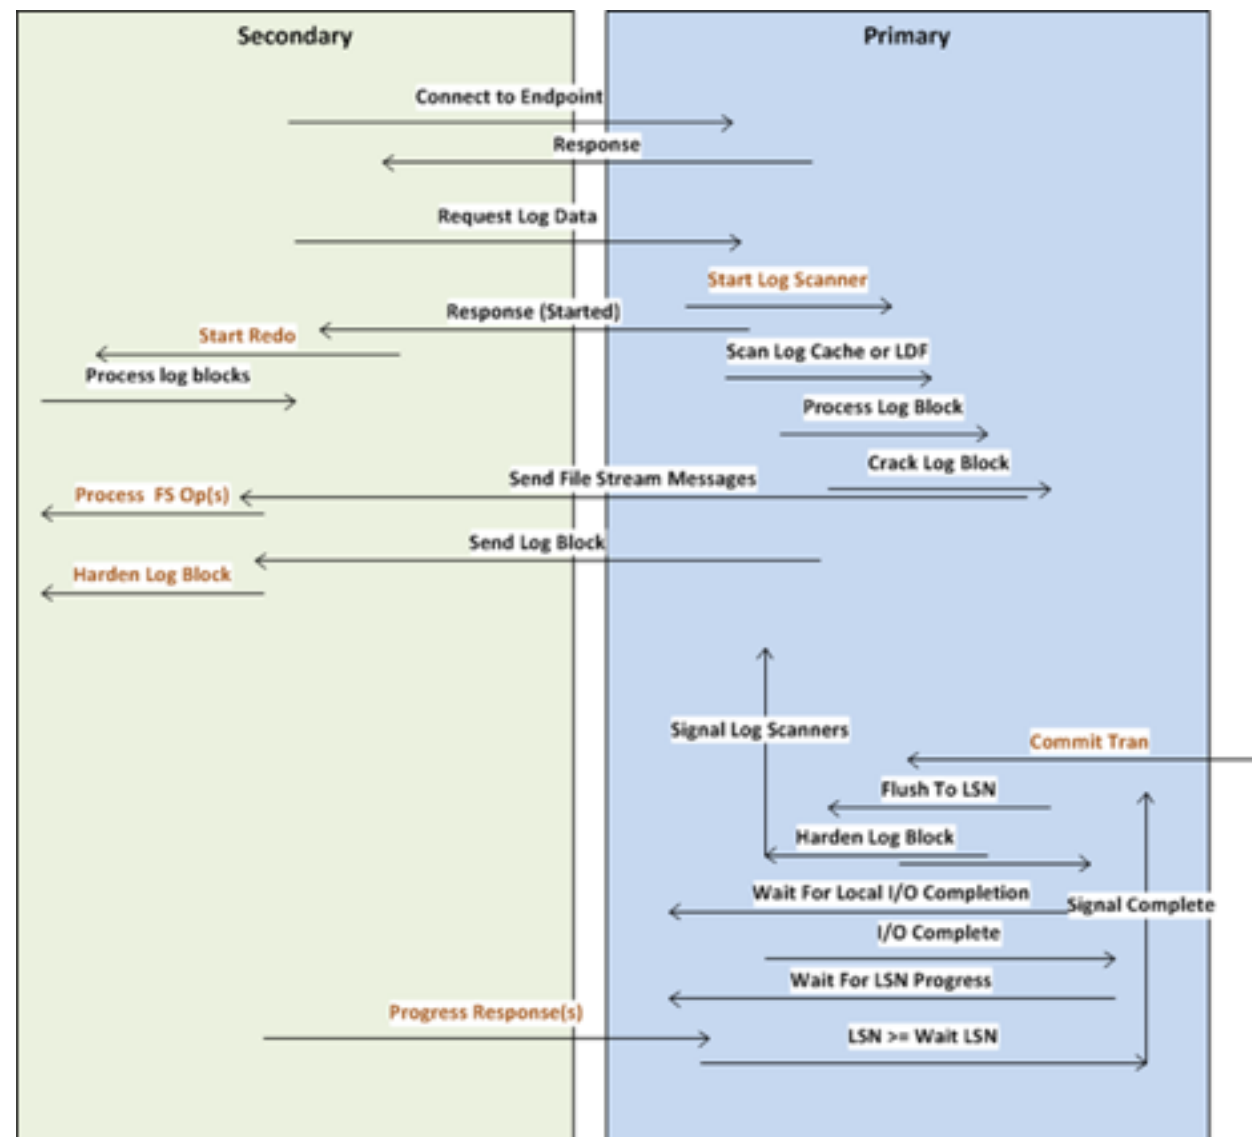 Secondary
Primary
Connect to Endpoint
Response
Request Log Data
Start Log Scanner
Response (Started)
Start Redo
Scan Log Cache or LDF
Process log blocks
Process Log Block
Crack Log Block
Send File Stream Messages
Process FS Op(s)
Send Log Block
Harden Log Block
Signal Log Scanners
Commit Tran
Flush To LSN
Harden Log Block
Wait For Local I/O Completion
Signal Complete
I/O Complete
Wait For LSN Progress
Progress Response(s)
LSN >= Wait LSN